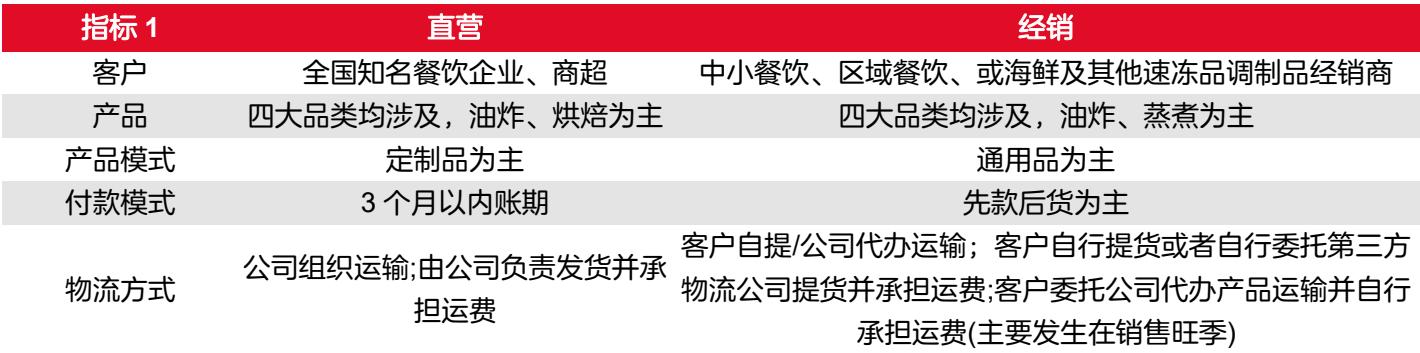 指标 1 直营 经销
客户 全国知名餐饮企业、商超 中小餐饮、区域餐饮、或海鲜及其他速冻品调制品经销商
产品 四大品类均涉及，油炸、烘焙为主 四大品类均涉及，油炸、蒸煮为主
产品模式 定制品为主 通用品为主
付款模式 3 个月以内账期 先款后货为主
物流方式
公司组织运输;由公司负责发货并承
担运费
客户自提/公司代办运输；客户自行提货或者自行委托第三方
物流公司提货并承担运费;客户委托公司代办产品运输并自行
承担运费(主要发生在销售旺季)